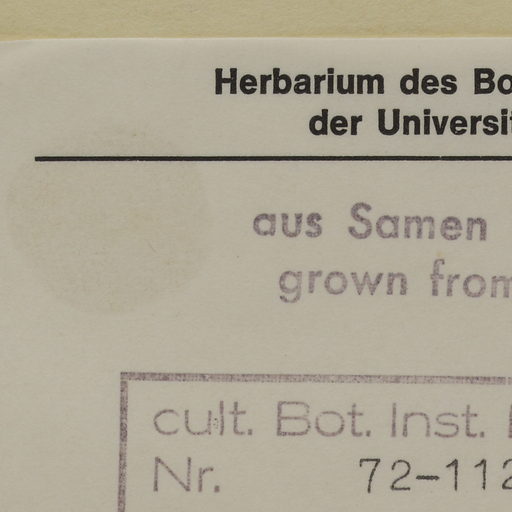 Herbarium des Bo
der Universit
aus Samen
grown from
cult. Bot. Inst.
Nr. 72-112